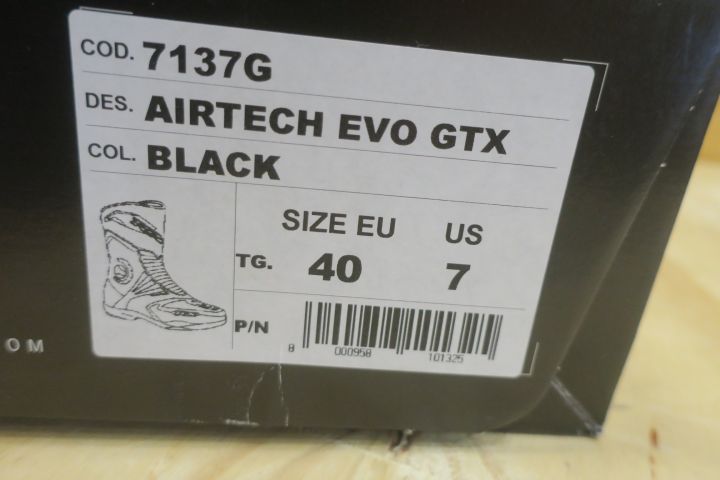 COD. 7137G
DES. AIRTECH EVO GTX
COL. BLACK
SIZE EU US
TG. 40 7
P/N
8 000958 101325
OM